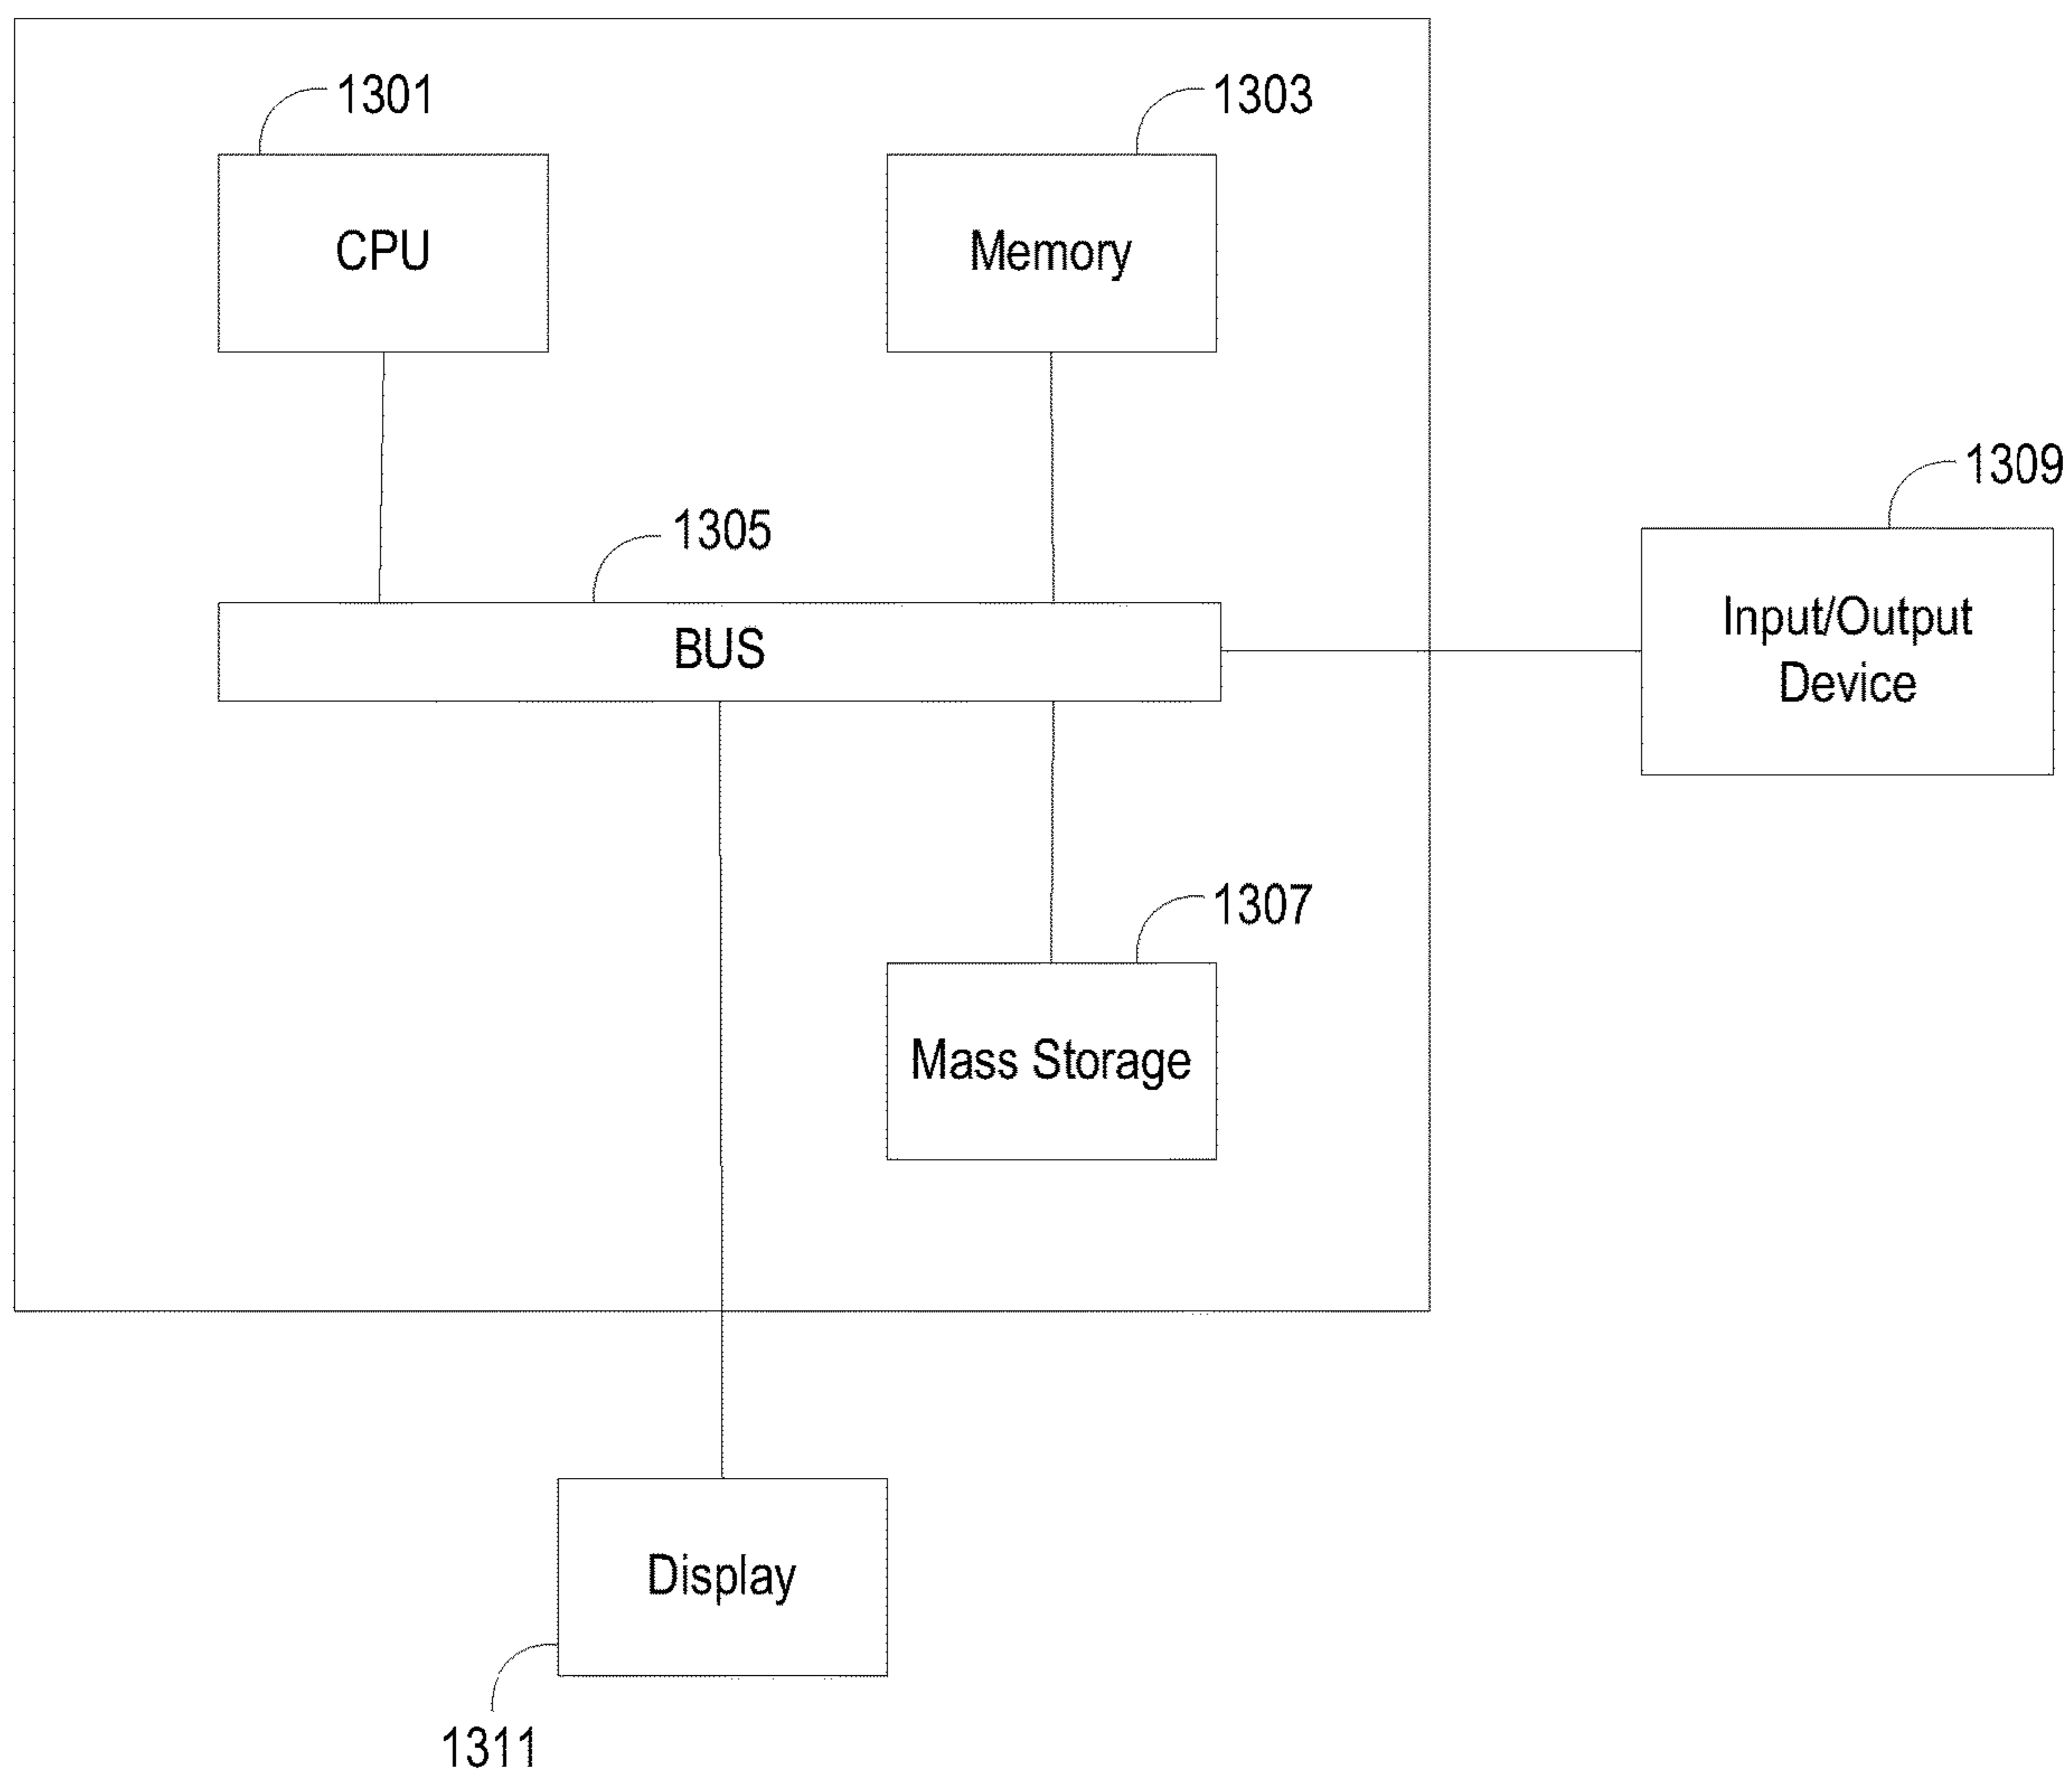 1301
CPU
1303
Memory
1305
BUS
1309
Input/Output
Device
1307
Mass Storage
Display
1311